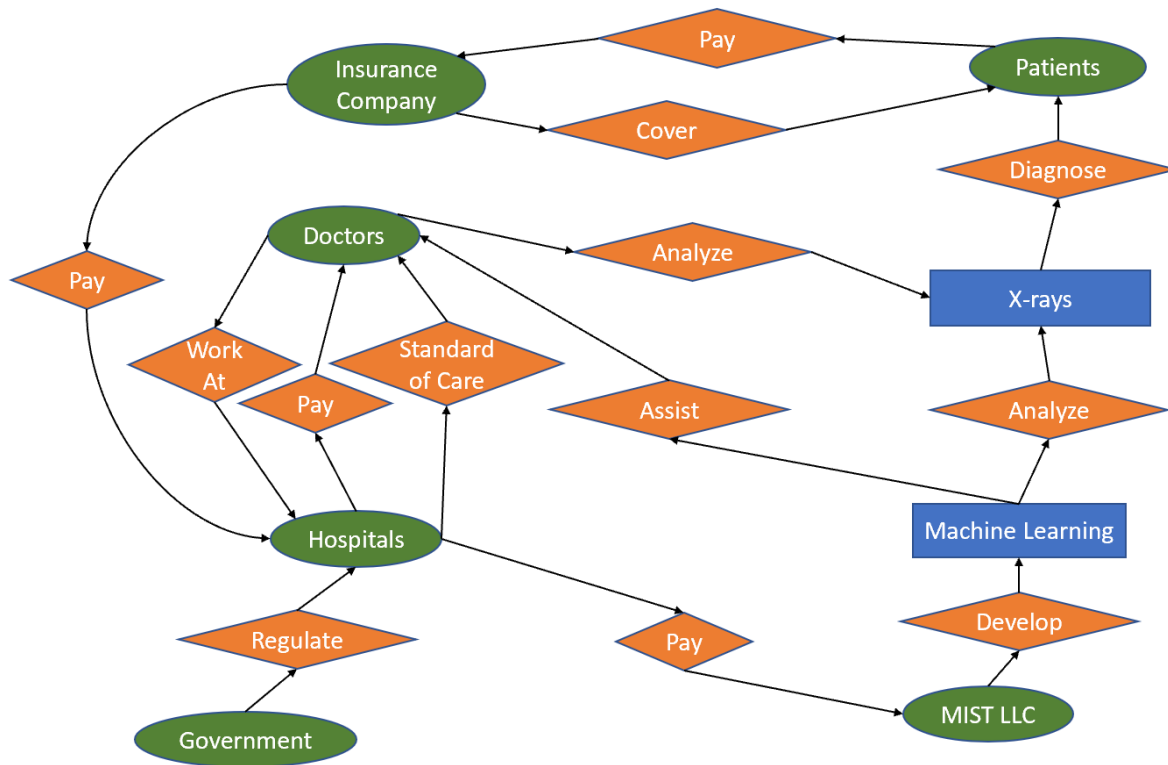 Pay
Insurance
Company
Patients
Cover
Diagnose
Doctors
Analyze
Pay
X-rays
Work
At
Standard
of Care
Pay
Assist
Analyze
Hospitals
Machine Learning
Regulate
Pay
Develop
Government
MIST LLC